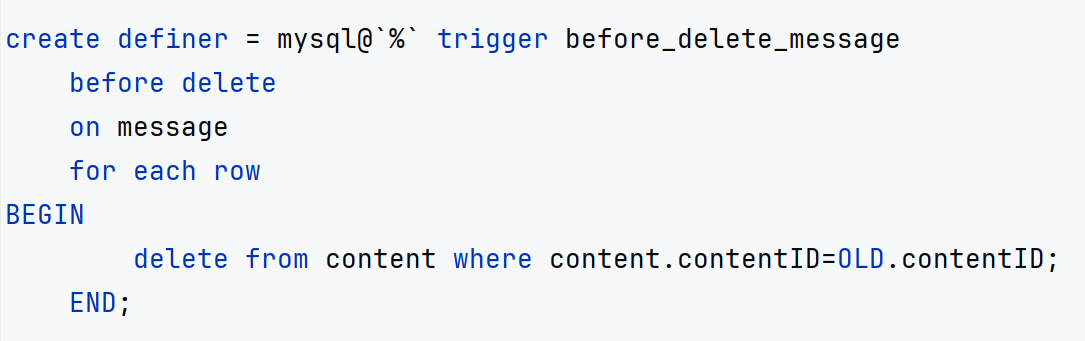 create definer = mysql@`%` trigger before_delete_message
    before delete
    on message
    for each row
BEGIN
        delete from content where content.contentID=OLD.contentID;
    END;